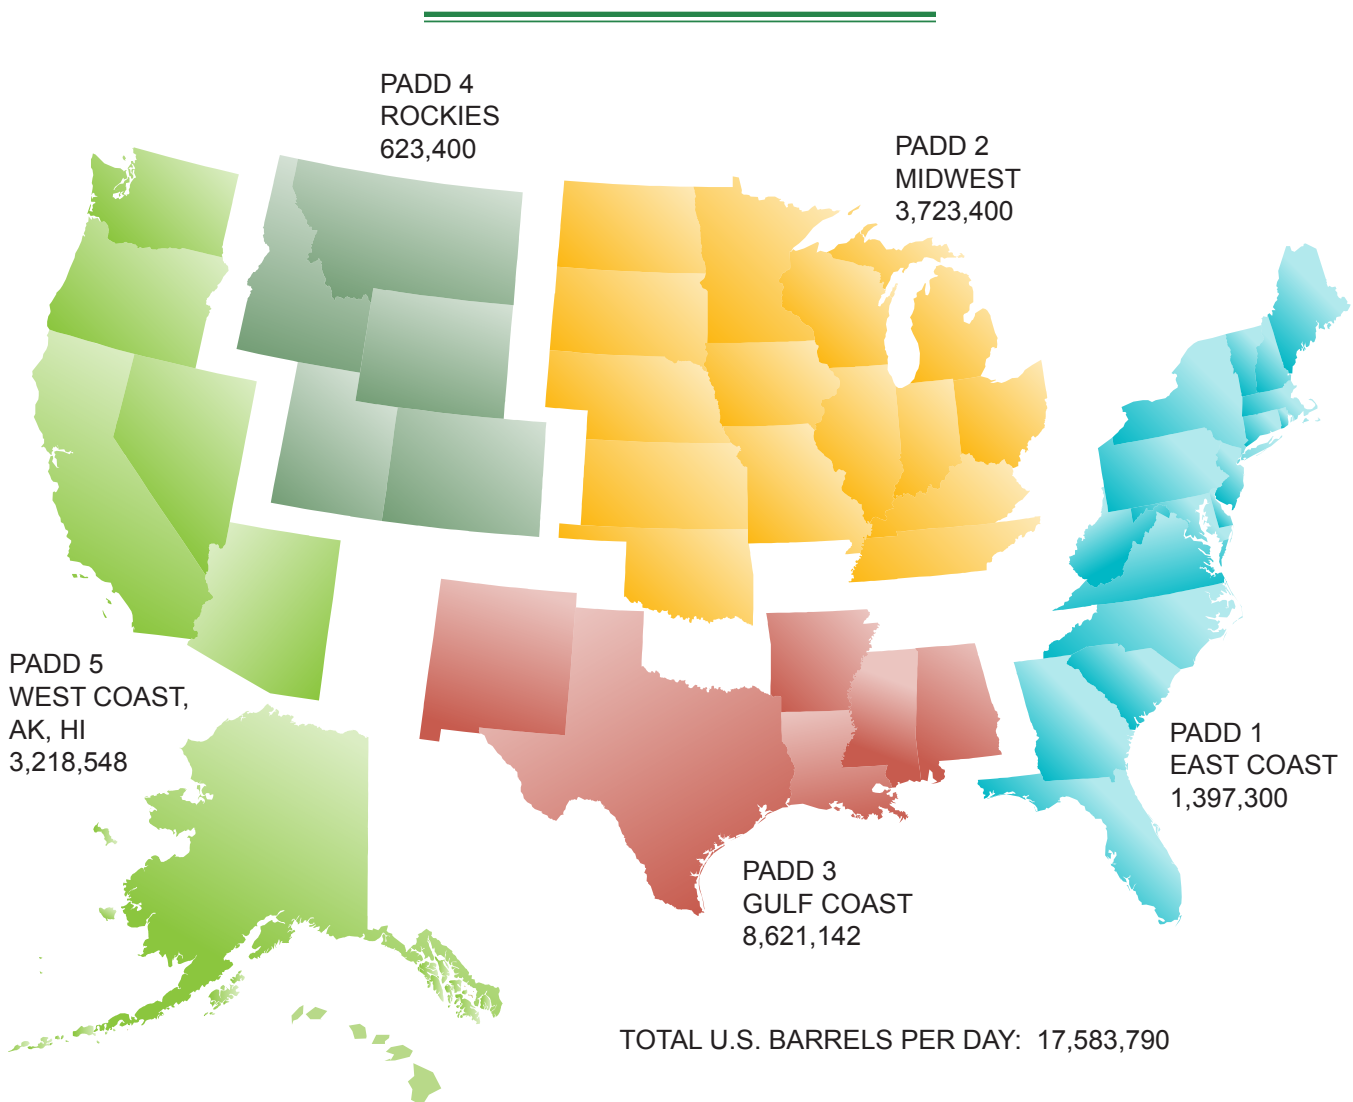 PADD 4
ROCKIES
623,400
PADD 2
MIDWEST
3,723,400
PADD 5
WEST COAST,
AK, HI
3,218,548
PADD 1
EAST COAST
1,397,300
PADD 3
GULF COAST
8,621,142
TOTAL U.S. BARRELS PER DAY: 17,583,790